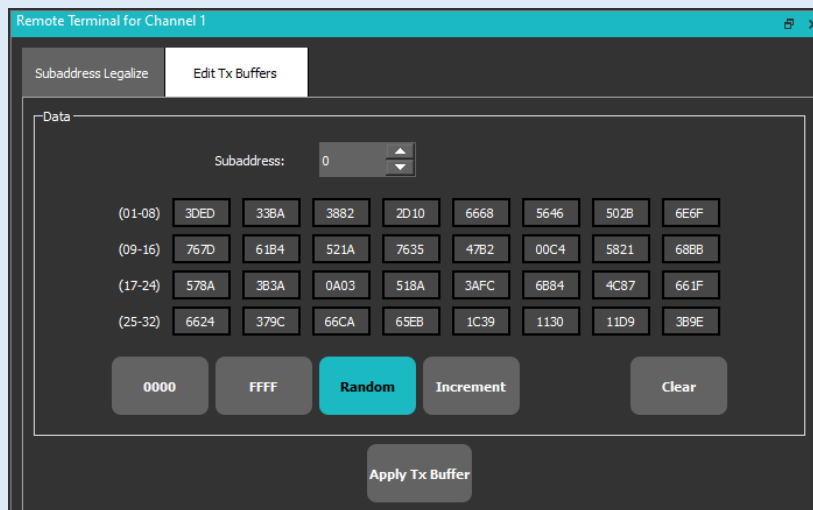 Remote Terminal for Channel 1
Subaddress Legalize Edit Tx Buffers
Data
Subaddress: 0
(01-08) 3DED 33BA 3882 2D10 6668 5646 502B 6E6F
(09-16) 767D 61B4 521A 7635 47B2 00C4 5821 68BB
(17-24) 578A 3B3A 0A03 518A 3AFC 6B84 4C87 661F
(25-32) 6624 379C 66CA 65EB 1C39 1130 11D9 3B9E
0000 FFFF Random Increment Clear
Apply Tx Buffer